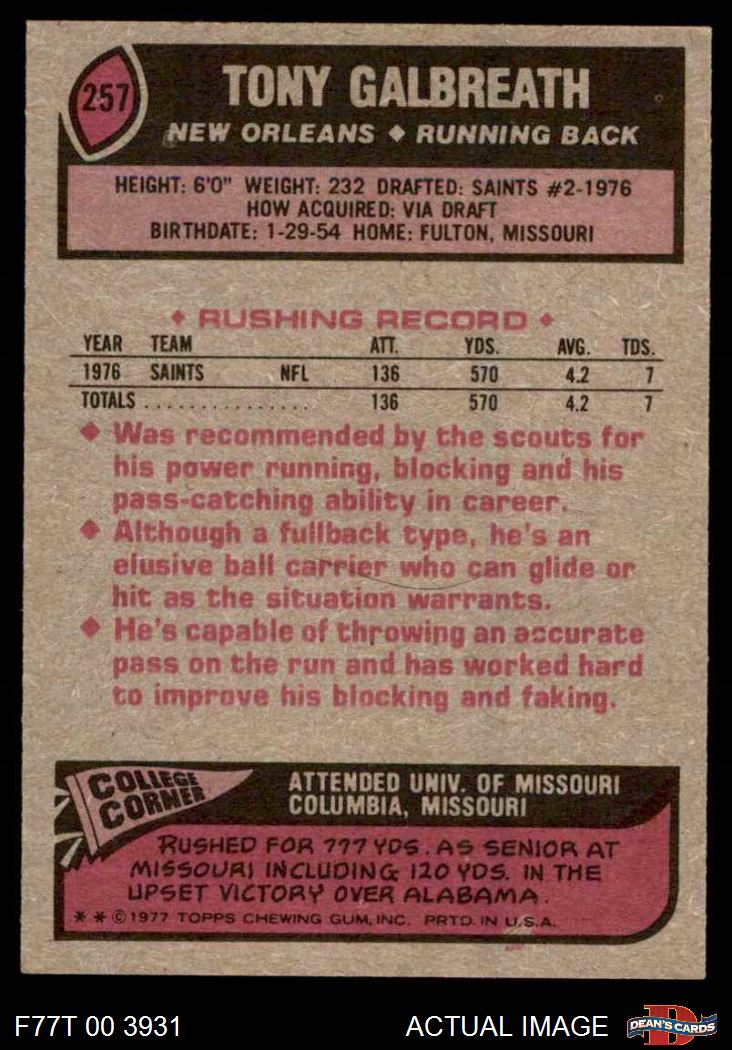 257
TONY GALBREATH
NEW ORLEANS ◆ RUNNING BACK
HEIGHT: 6'0" WEIGHT: 232 DRAFTED: SAINTS #2-1976
HOW ACQUIRED: VIA DRAFT
BIRTHDATE: 1-29-54 HOME: FULTON, MISSOURI
◆ RUSHING RECORD ◆
YEAR TEAM ATT. YDS. AVG. TDS.
1976 SAINTS NFL 136 570 4.2 7
TOTALS ................ 136 570 4.2 7
◆ Was recommended by the scouts for
his power running, blocking and his
pass-catching ability in career.
◆ Although a fullback type, he's an
elusive ball carrier who can glide or
hit as the situation warrants.
◆ He's capable of throwing an accurate
pass on the run and has worked hard
to improve his blocking and faking.
COLLEGE
CORNER
ATTENDED UNIV. OF MISSOURI
COLUMBIA, MISSOURI
RUSHED FOR 777 YDS. AS SENIOR AT
MISSOURI INCLUDING 120 YDS. IN THE
UPSET VICTORY OVER ALABAMA.
* * ©1977 TOPPS CHEWING GUM, INC. PRTD. IN U.S.A.
F77T 00 3931 ACTUAL IMAGE D DEAN'S CARDS